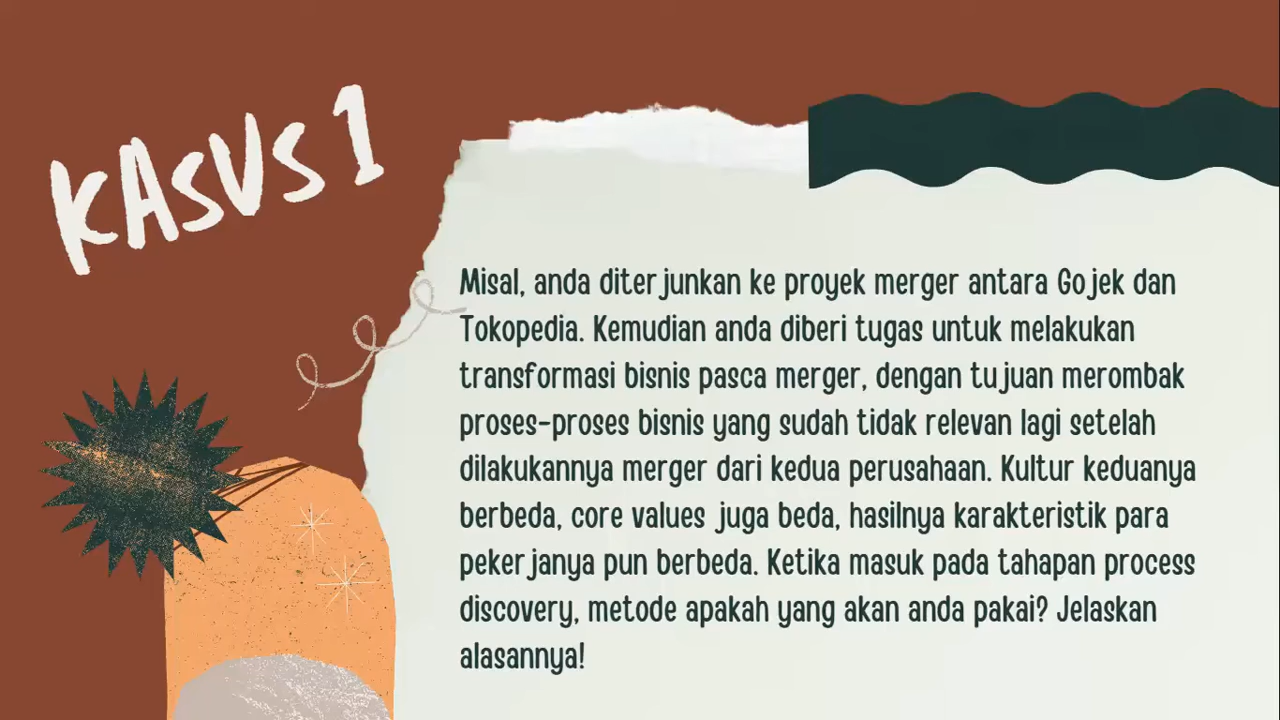 KASUS 1
Misal, anda diterjunkan ke proyek merger antara Gojek dan
Tokopedia. Kemudian anda diberi tugas untuk melakukan
transformasi bisnis pasca merger, dengan tujuan merombak
proses-proses bisnis yang sudah tidak relevan lagi setelah
dilakukannya merger dari kedua perusahaan. Kultur keduanya
berbeda, core values juga beda, hasilnya karakteristik para
pekerjanya pun berbeda. Ketika masuk pada tahapan process
discovery, metode apakah yang akan anda pakai? Jelaskan
alasannya!